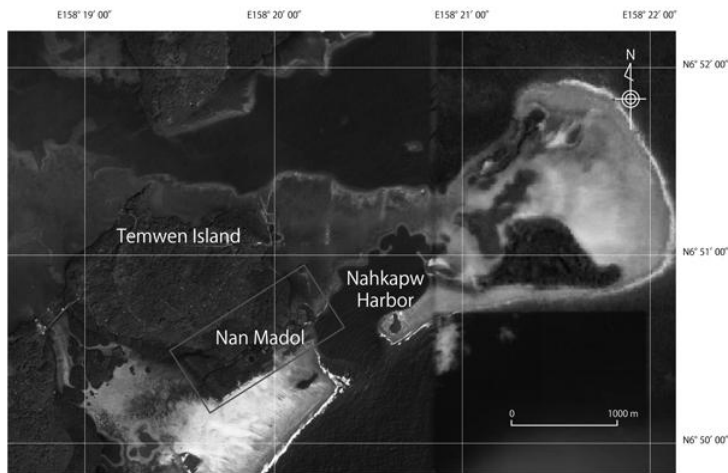 E158° 19′ 00″
E158° 20′ 00″
E158° 21′ 00″
E158° 22′ 00″
N6° 52′ 00″
N
Temwen Island
N6° 51′ 00″
Nahkapw
Harbor
Nan Madol
0
1000 m
N6° 50′ 00″